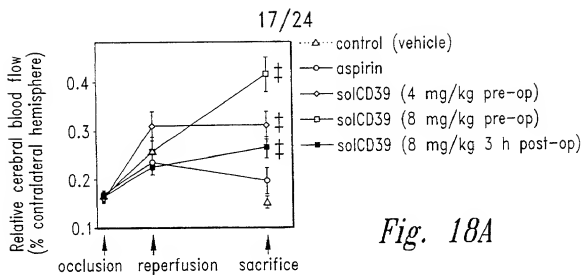 17/24
control (vehicle)
aspirin
solCD39 (4 mg/kg pre-op)
solCD39 (8 mg/kg pre-op)
solCD39 (8 mg/kg 3 h post-op)
Relative cerebral blood flow
(% contralateral hemisphere)
0.4
0.3
0.2
0.1
‡
‡
‡
occlusion reperfusion sacrifice
Fig. 18A